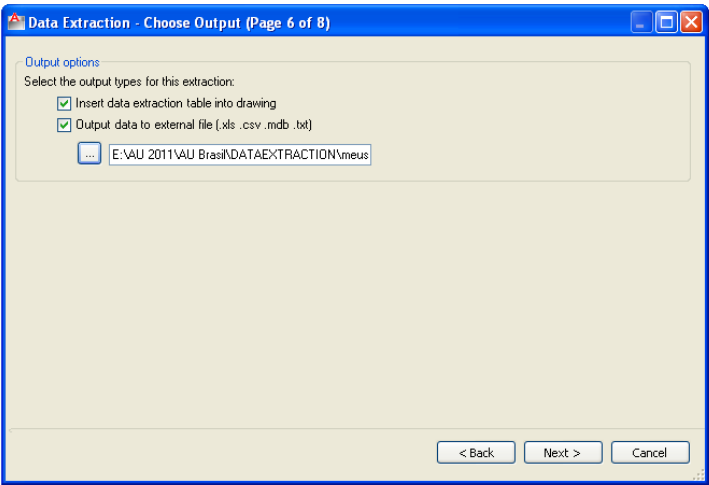 Data Extraction - Choose Output (Page 6 of 8)
Output options
Select the output types for this extraction:
Insert data extraction table into drawing
Output data to external file (.xls .csv .mdb .txt)
... E:\AU 2011\AU Brasil\DATAEXTRACTION\meus
< Back Next > Cancel